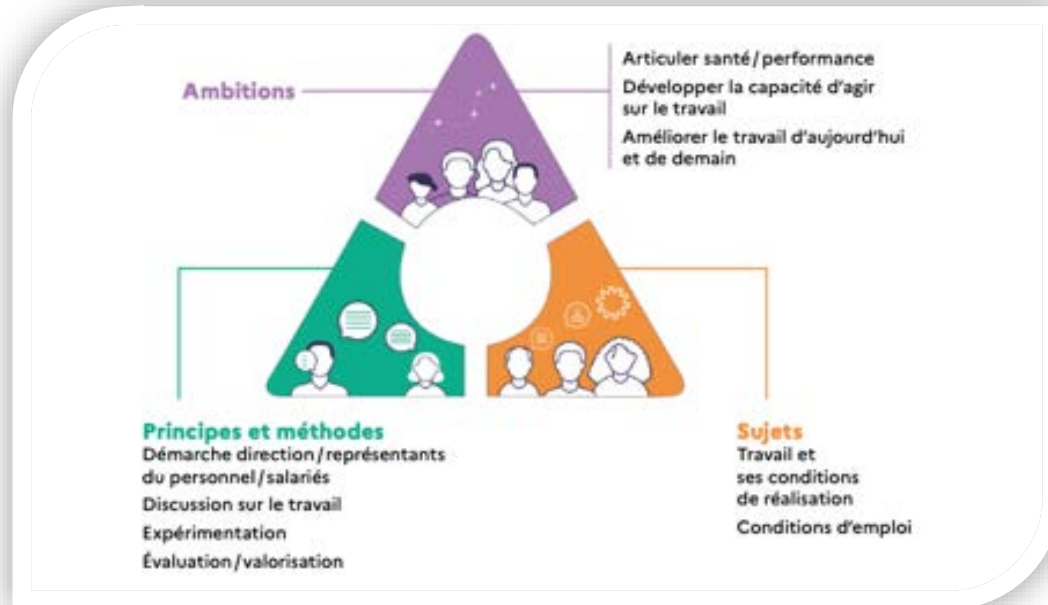 Ambitions
Articuler santé/performance
Développer la capacité d'agir
sur le travail
Améliorer le travail d'aujourd'hui
et de demain
Principes et méthodes
Démarche direction/représentants
du personnel/salariés
Discussion sur le travail
Expérimentation
Évaluation/valorisation
Sujets
Travail et
ses conditions
de réalisation
Conditions d'emploi